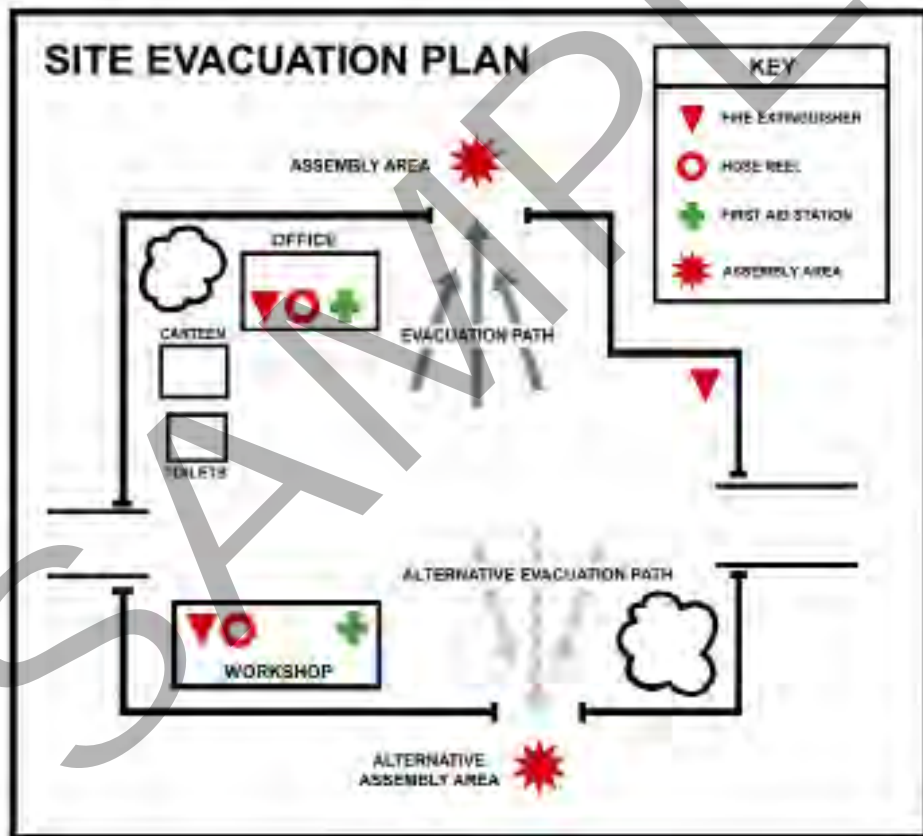 SITE EVACUATION PLAN
KEY
FIRE EXTINGUISHER
HOSE REEL
FIRST AID STATION
ASSEMBLY AREA
ASSEMBLY AREA
OFFICE
CANTEEN
EVACUATION PATH
TOILETS
ALTERNATIVE EVACUATION PATH
WORKSHOP
ALTERNATIVE
ASSEMBLY AREA
SAMPLE